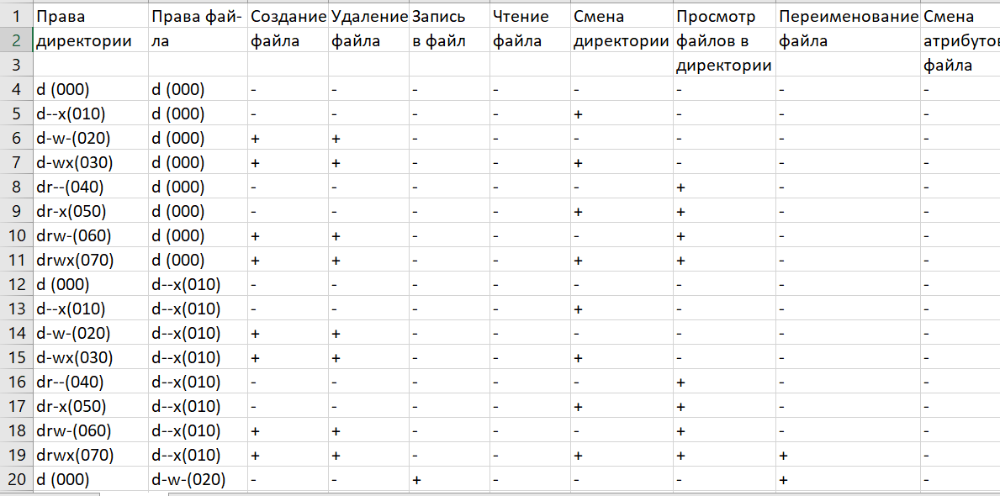 1 Права Права фай- Создание Удаление Запись Чтение Смена Просмотр Переименование Смена
2 директории ла файла файла в файл файла директории файлов в файла
3 директории файла
4 d (000) d (000) - - - - - - - -
5 d--x(010) d (000) - - - - + - - -
6 d-w-(020) d (000) + + - - - - - -
7 d-wx(030) d (000) + + - - + - - -
8 dr--(040) d (000) - - - - - + - -
9 dr-x(050) d (000) - - - - + + - -
10 drw-(060) d (000) + + - - - + - -
11 drwx(070) d (000) + + - - + + - -
12 d (000) d--x(010) - - - - - - - -
13 d--x(010) d--x(010) - - - - + - - -
14 d-w-(020) d--x(010) + + - - - - - -
15 d-wx(030) d--x(010) + + - - + - - -
16 dr--(040) d--x(010) - - - - - + - -
17 dr-x(050) d--x(010) - - - - + + - -
18 drw-(060) d--x(010) + + - - - + - -
19 drwx(070) d--x(010) + + - - + + + -
20 d (000) d-w-(020) - - + - - - + -